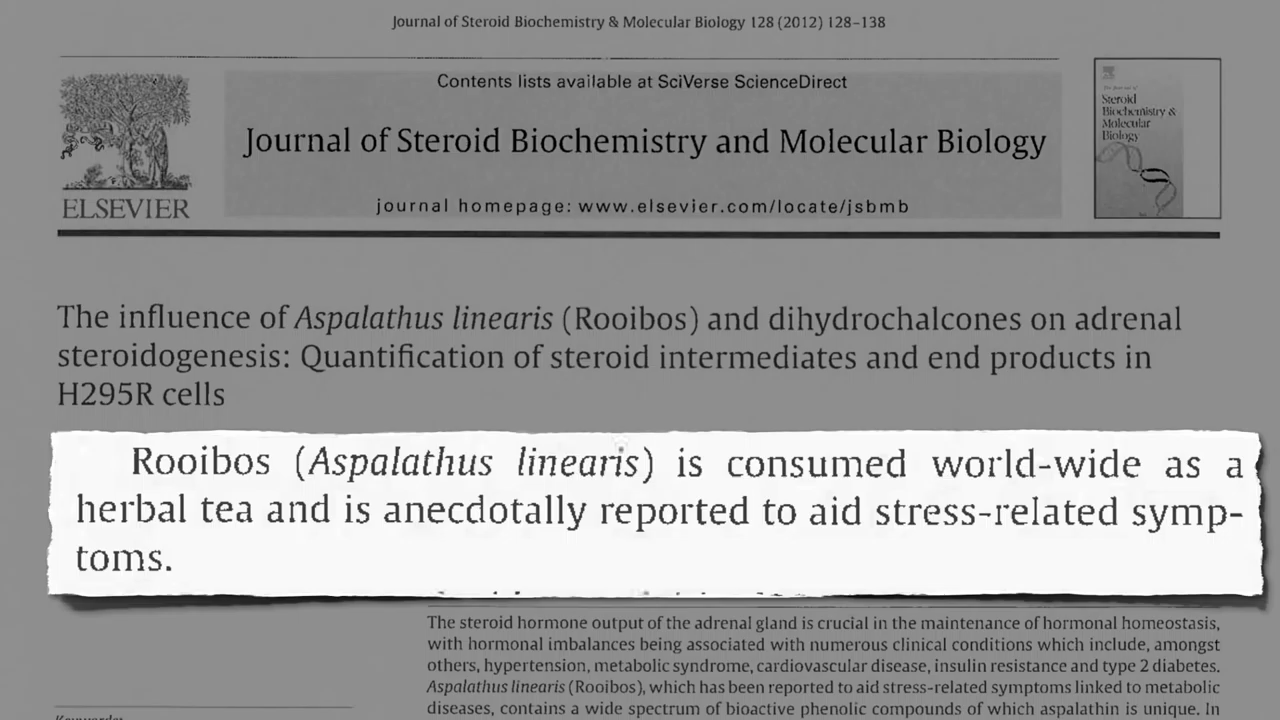 Journal of Steroid Biochemistry & Molecular Biology 128 (2012) 128–138
Contents lists available at SciVerse ScienceDirect
Journal of Steroid Biochemistry and Molecular Biology
journal homepage: www.elsevier.com/locate/jsbmb
ELSEVIER
Steroid
Biochemistry &
Molecular
Biology
The influence of Aspalathus linearis (Rooibos) and dihydrochalcones on adrenal
steroidogenesis: Quantification of steroid intermediates and end products in
H295R cells
Rooibos (Aspalathus linearis) is consumed world-wide as a
herbal tea and is anecdotally reported to aid stress-related symp-
toms.
The steroid hormone output of the adrenal gland is crucial in the maintenance of hormonal homeostasis,
with hormonal imbalances being associated with numerous clinical conditions which include, amongst
others, hypertension, metabolic syndrome, cardiovascular disease, insulin resistance and type 2 diabetes.
Aspalathus linearis (Rooibos), which has been reported to aid stress-related symptoms linked to metabolic
diseases, contains a wide spectrum of bioactive phenolic compounds of which aspalathin is unique. In